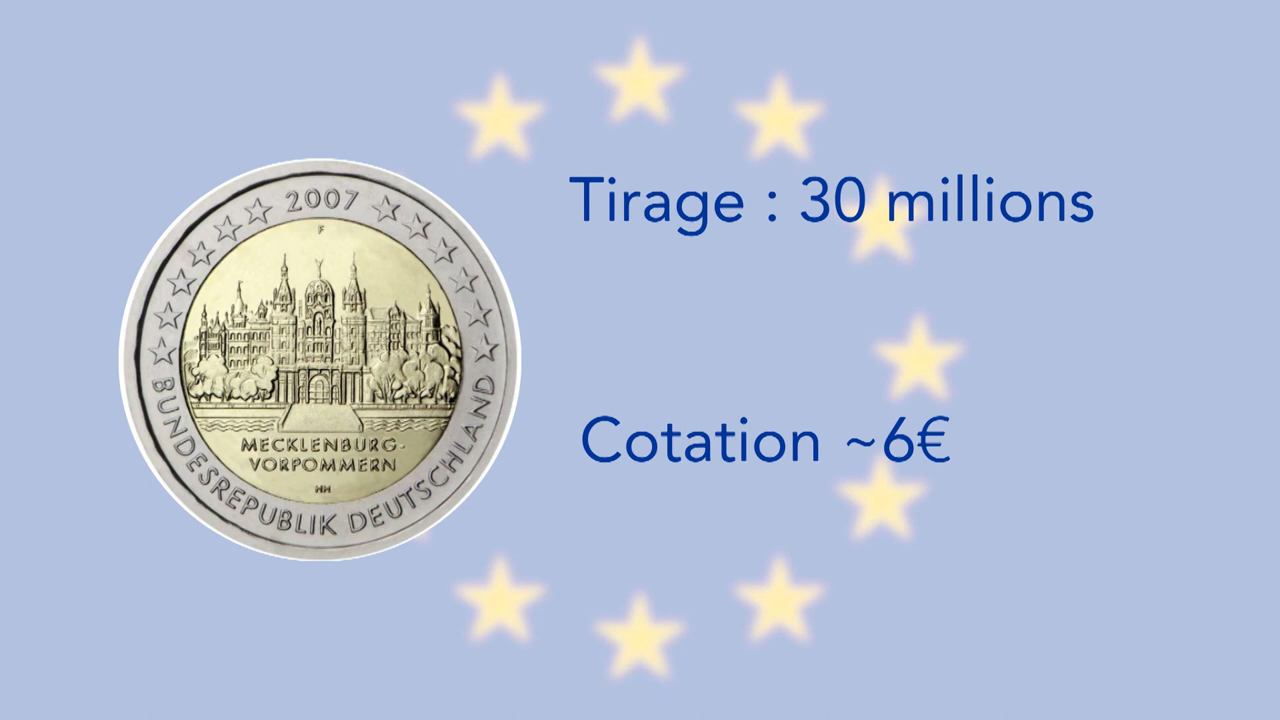 2007
F
MECKLENBURG-
VORPOMMERN
HH
BUNDESREPUBLIK DEUTSCHLAND
Tirage : 30 millions
Cotation ~6€